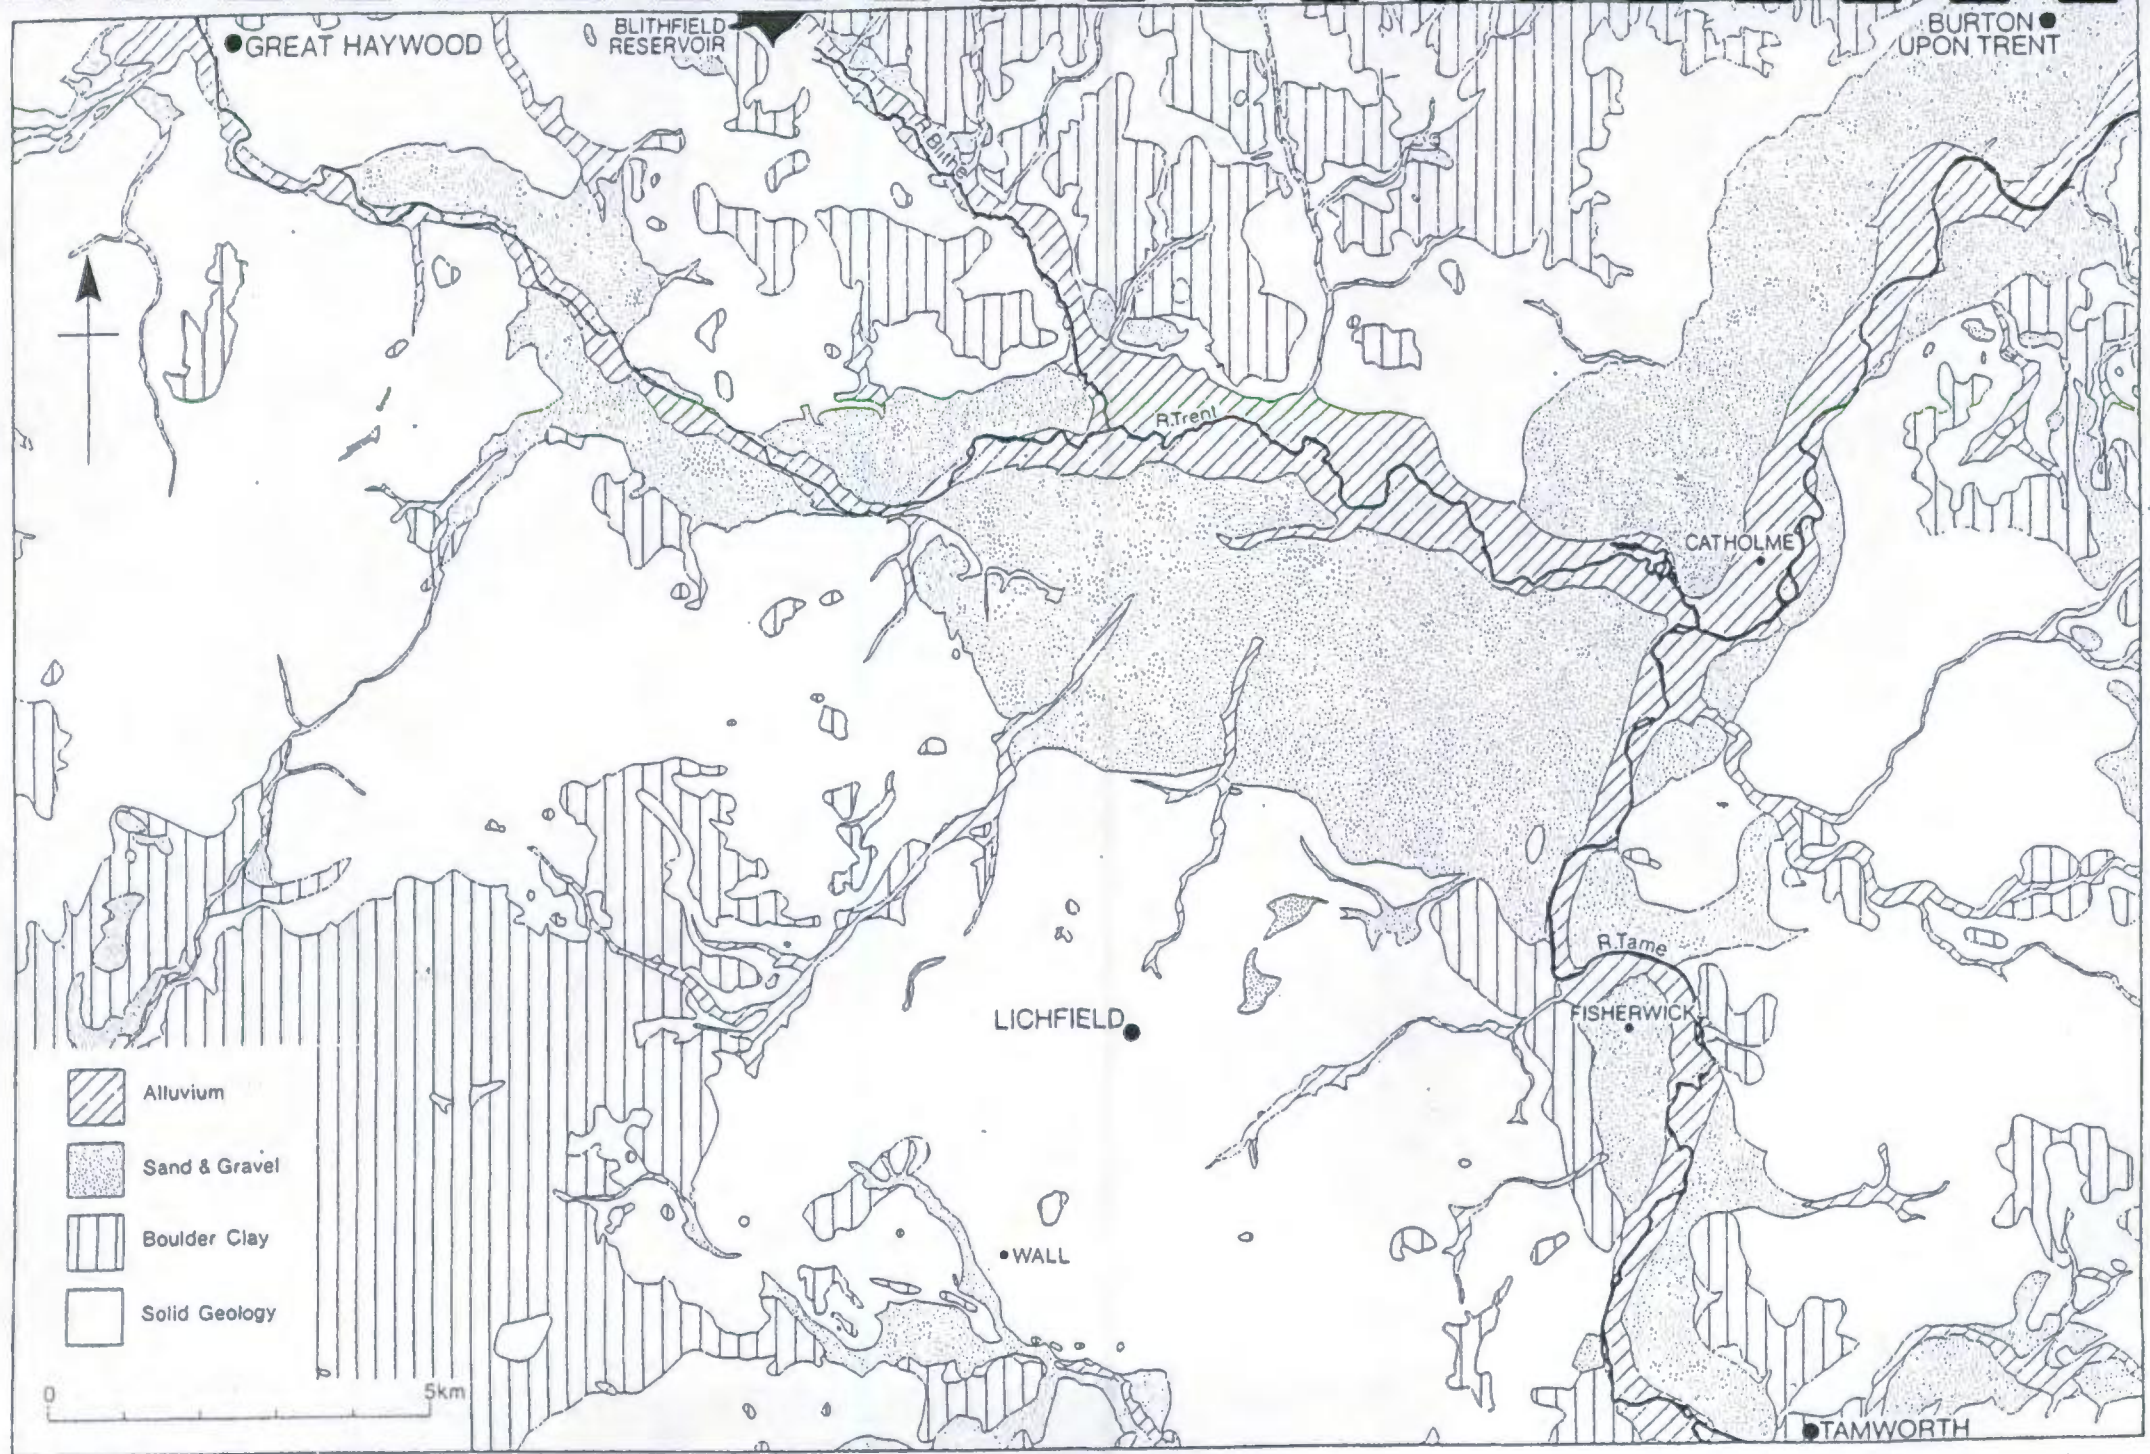 GREAT HAYWOOD
BLITHFIELD
RESERVOIR
BURTON
UPON TRENT
Blithe
R.Trent
CATHOLME
R.Tame
FISHERWICK
LICHFIELD
WALL
TAMWORTH
Alluvium
Sand & Gravel
Boulder Clay
Solid Geology
0 5km